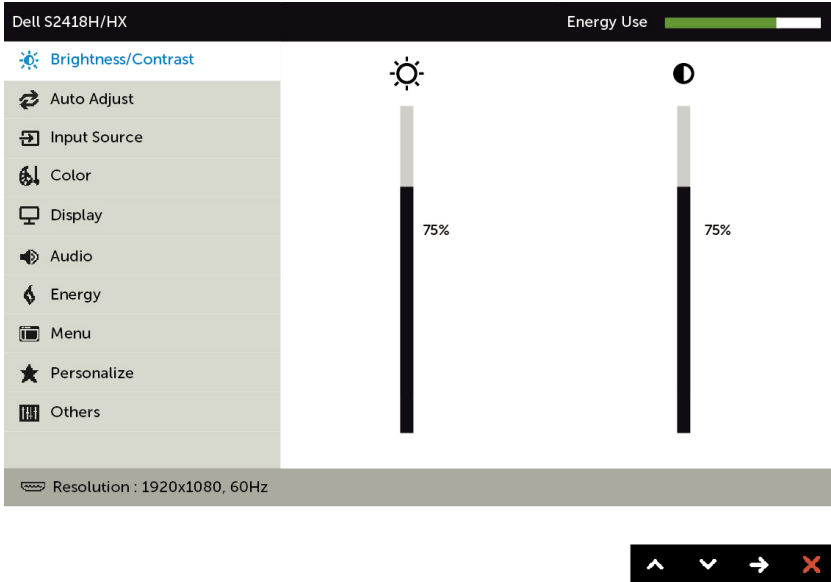 Dell S2418H/HX
Energy Use
Brightness/Contrast
Auto Adjust
Input Source
Color
Display
Audio
Energy
Menu
Personalize
Others
75%
75%
Resolution : 1920x1080, 60Hz